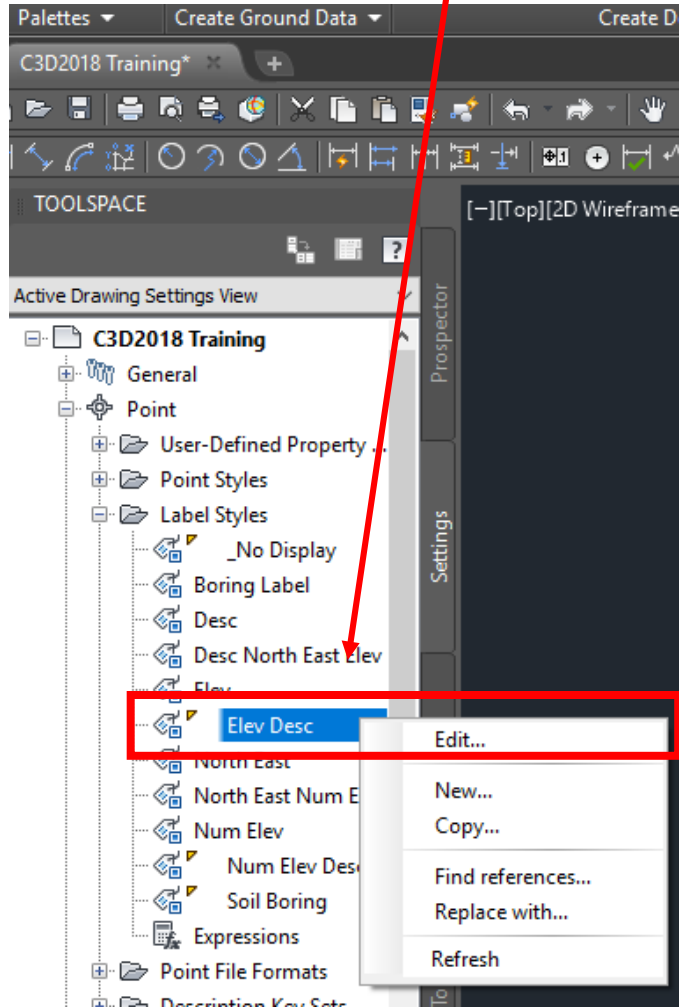 Palettes Create Ground Data Create D
C3D2018 Training*
TOOLSPACE
[−][Top][2D Wireframe
Active Drawing Settings View
Prospector
C3D2018 Training
General
Point
User-Defined Property ...
Point Styles
Label Styles
Settings
_No Display
Boring Label
Desc
Desc North East Elev
Elev
Elev Desc
Edit...
North East
North East Num E
New...
Copy...
Num Elev
Num Elev Desc
Find references...
Soil Boring
Replace with...
Expressions
Refresh
Point File Formats
To
Description Key Sets